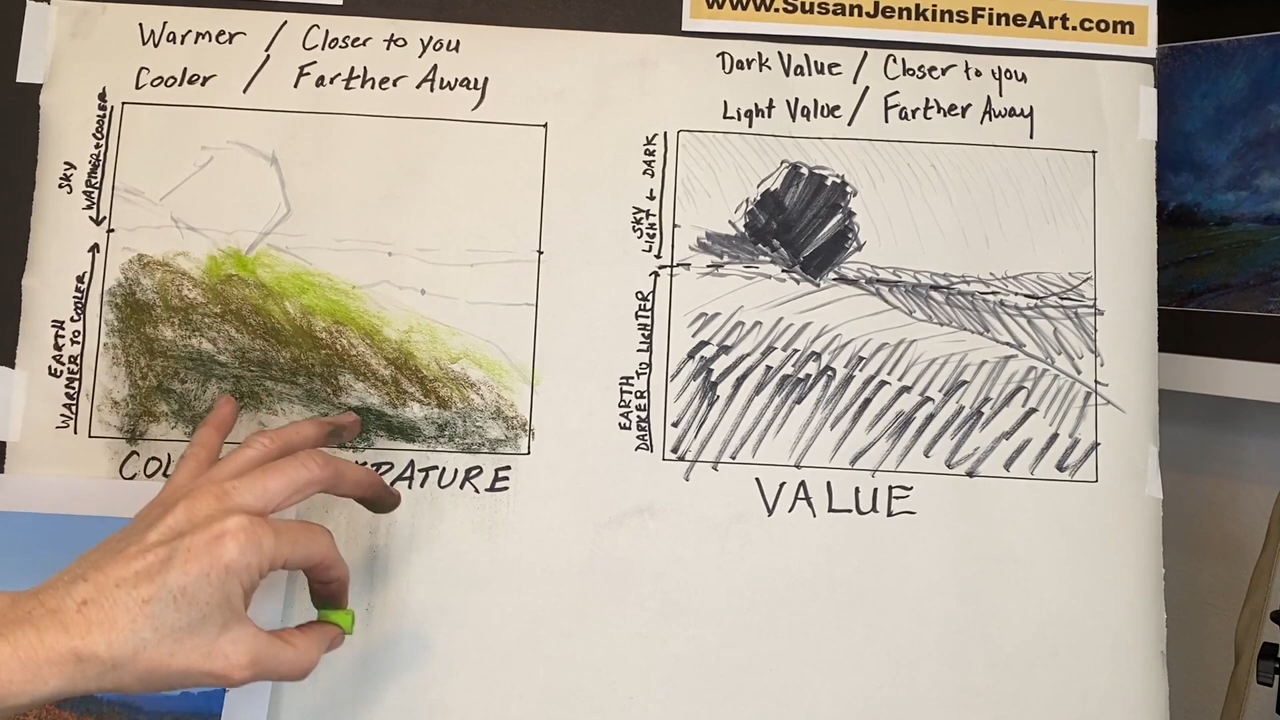 www.SusanJenkinsFineArt.com
Warmer / Closer to you
Cooler / Farther Away
SKY
WARMER & COOLER
EARTH
WARMER TO COOLER
Dark Value / Closer to you
Light Value / Farther Away
SKY
LIGHT ← DARK
EARTH
DARKER TO LIGHTER
VALUE